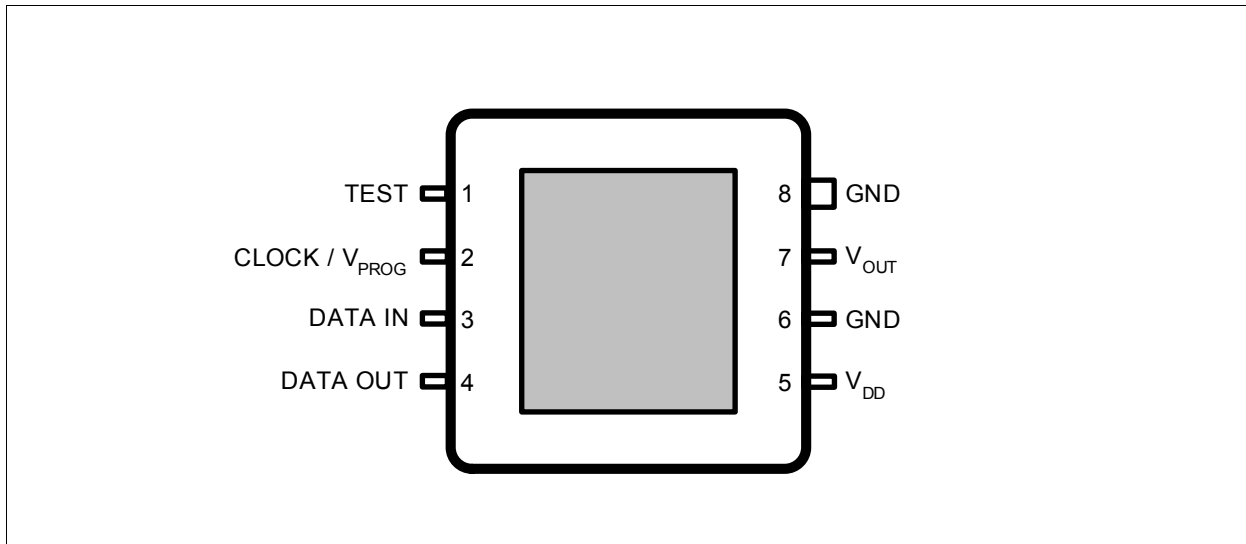 TEST 1 8 GND
CLOCK / VPROG 2 7 VOUT
DATA IN 3 6 GND
DATA OUT 4 5 VDD